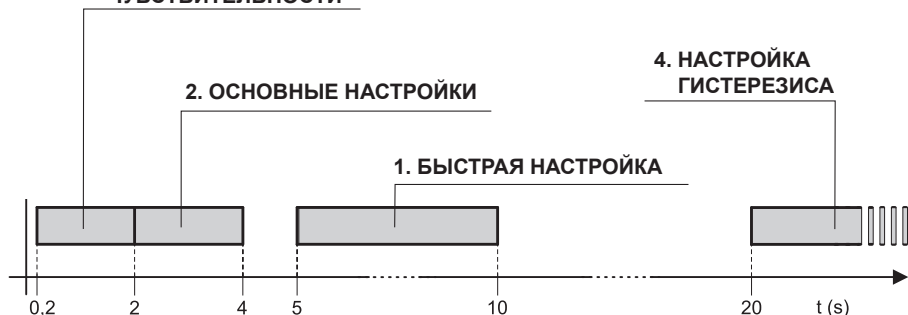 2. ОСНОВНЫЕ НАСТРОЙКИ
4. НАСТРОЙКА
ГИСТЕРЕЗИСА
1. БЫСТРАЯ НАСТРОЙКА
0.2 2 4 5 10 20 t (s)